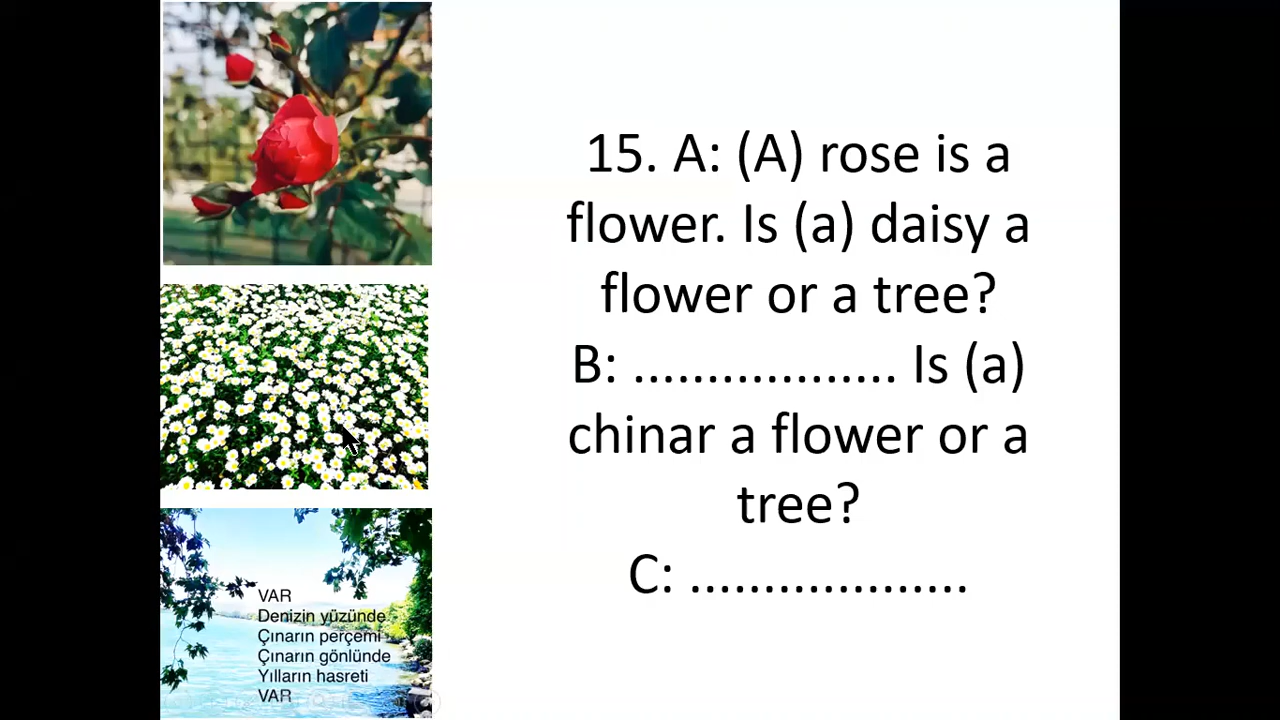 15. A: (A) rose is a
flower. Is (a) daisy a
flower or a tree?
B: .................. Is (a)
chinar a flower or a
tree?
C: ...................
VAR
Denizin yüzünde
Çınarın perçemi
Çınarın gönlünde
Yılların hasreti
VAR